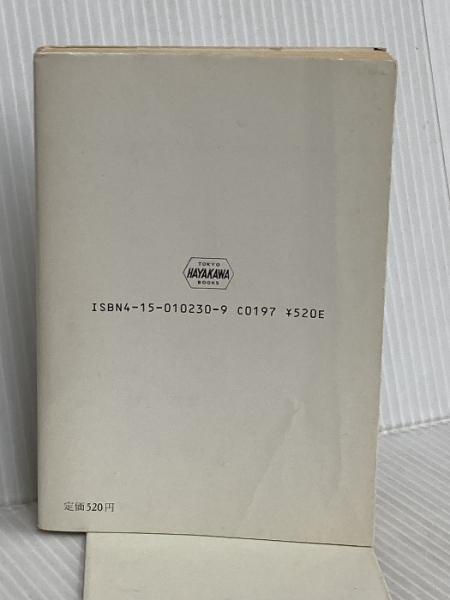 TOKYO
HAYAKAWA
BOOKS
ISBN4-15-010230-9 C0197 ¥520E
定価520円